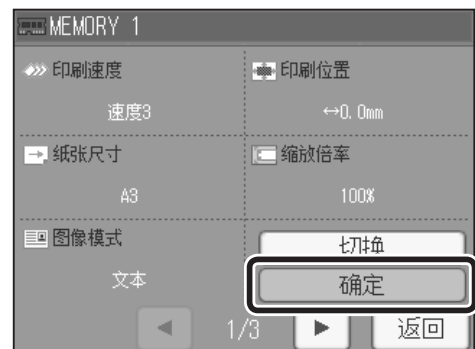 MEMORY 1
印刷速度 印刷位置
速度3 ↔0.0mm
纸张尺寸 缩放倍率
A3 100%
图像模式 切换
文本 确定
1/3 返回